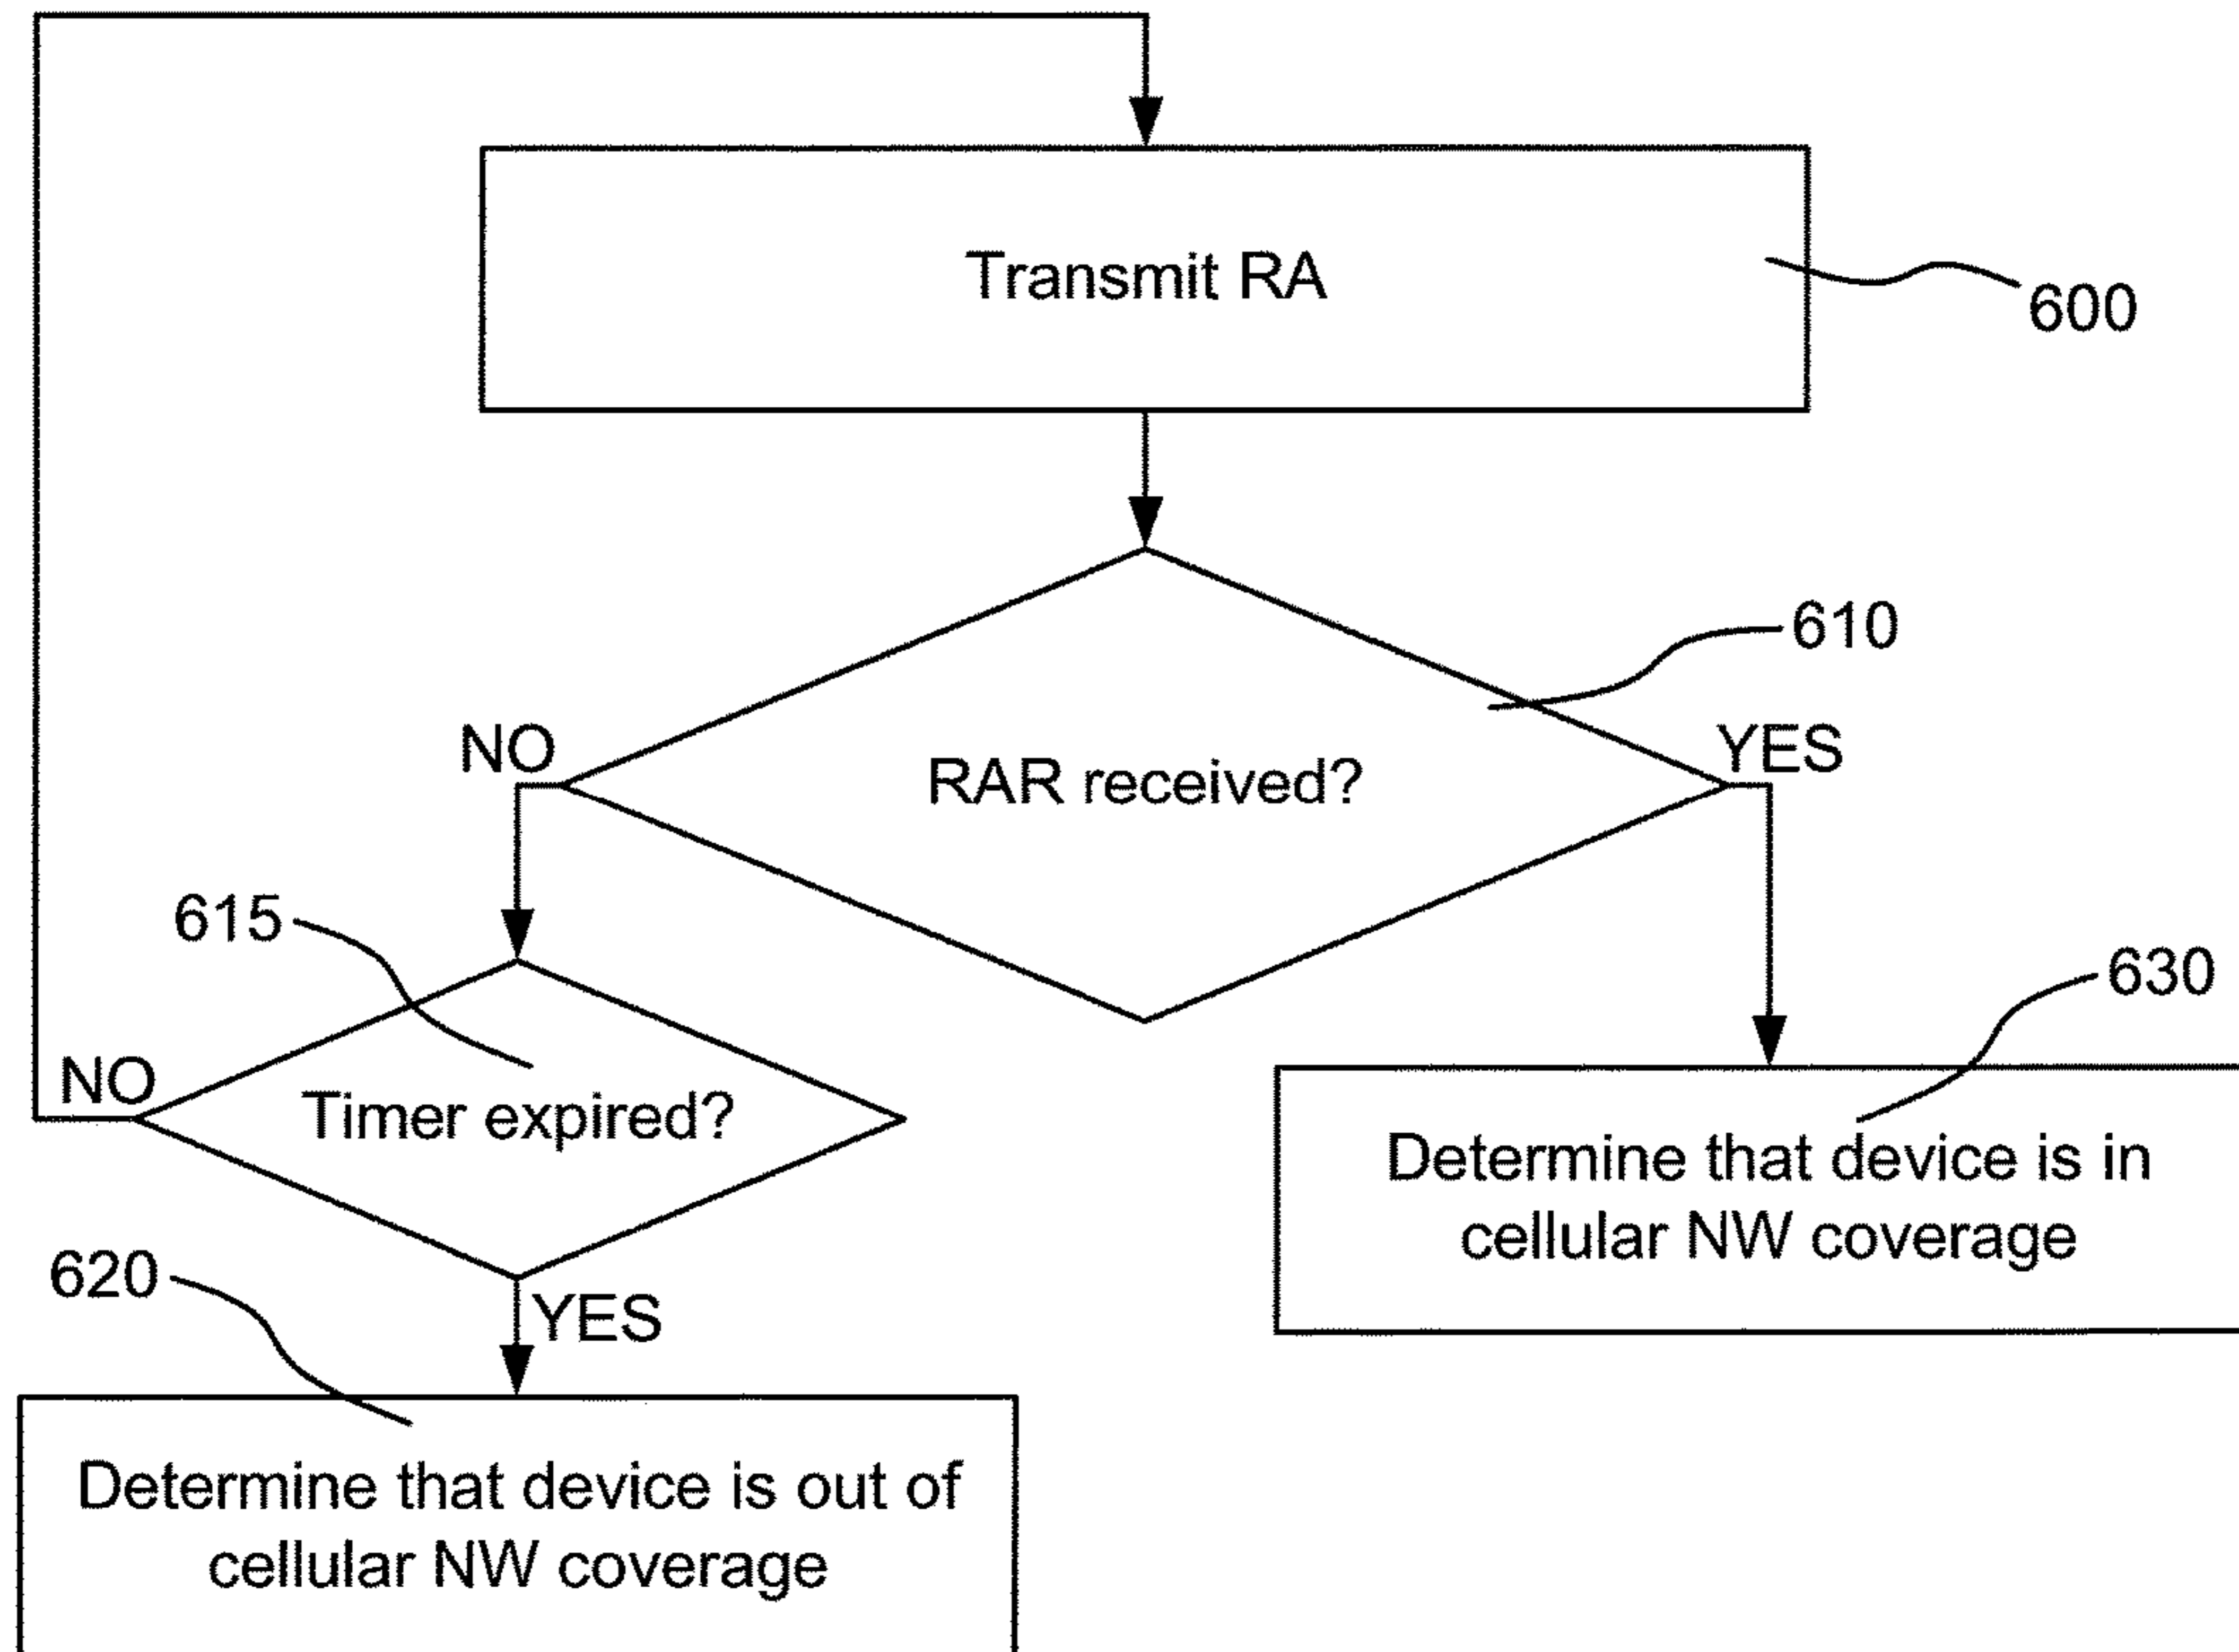 Transmit RA
600
610
NO
YES
RAR received?
615
630
NO
Timer expired?
Determine that device is in
cellular NW coverage
620
YES
Determine that device is out of
cellular NW coverage